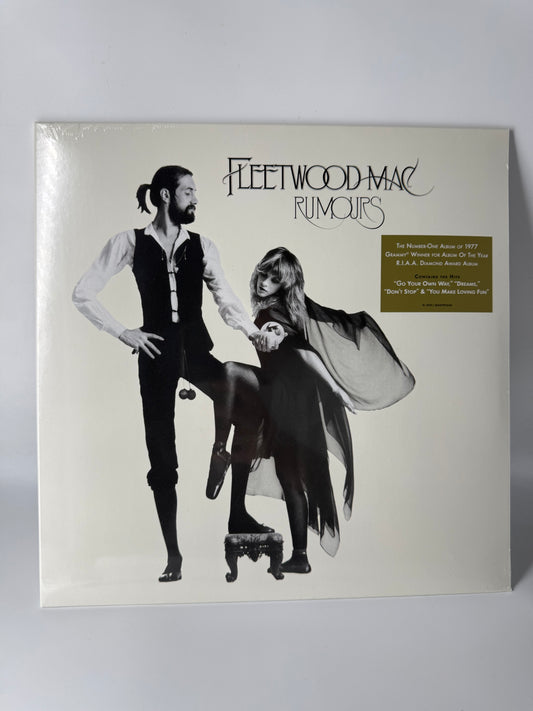 FLEETWOOD MAC
RUMOURS
THE NUMBER-ONE ALBUM OF 1977
GRAMMY® WINNER FOR ALBUM OF THE YEAR
R.I.A.A. DIAMOND AWARD ALBUM
CONTAINS THE HITS
"GO YOUR OWN WAY," "DREAMS,"
"DON'T STOP" & "YOU MAKE LOVING FUN"